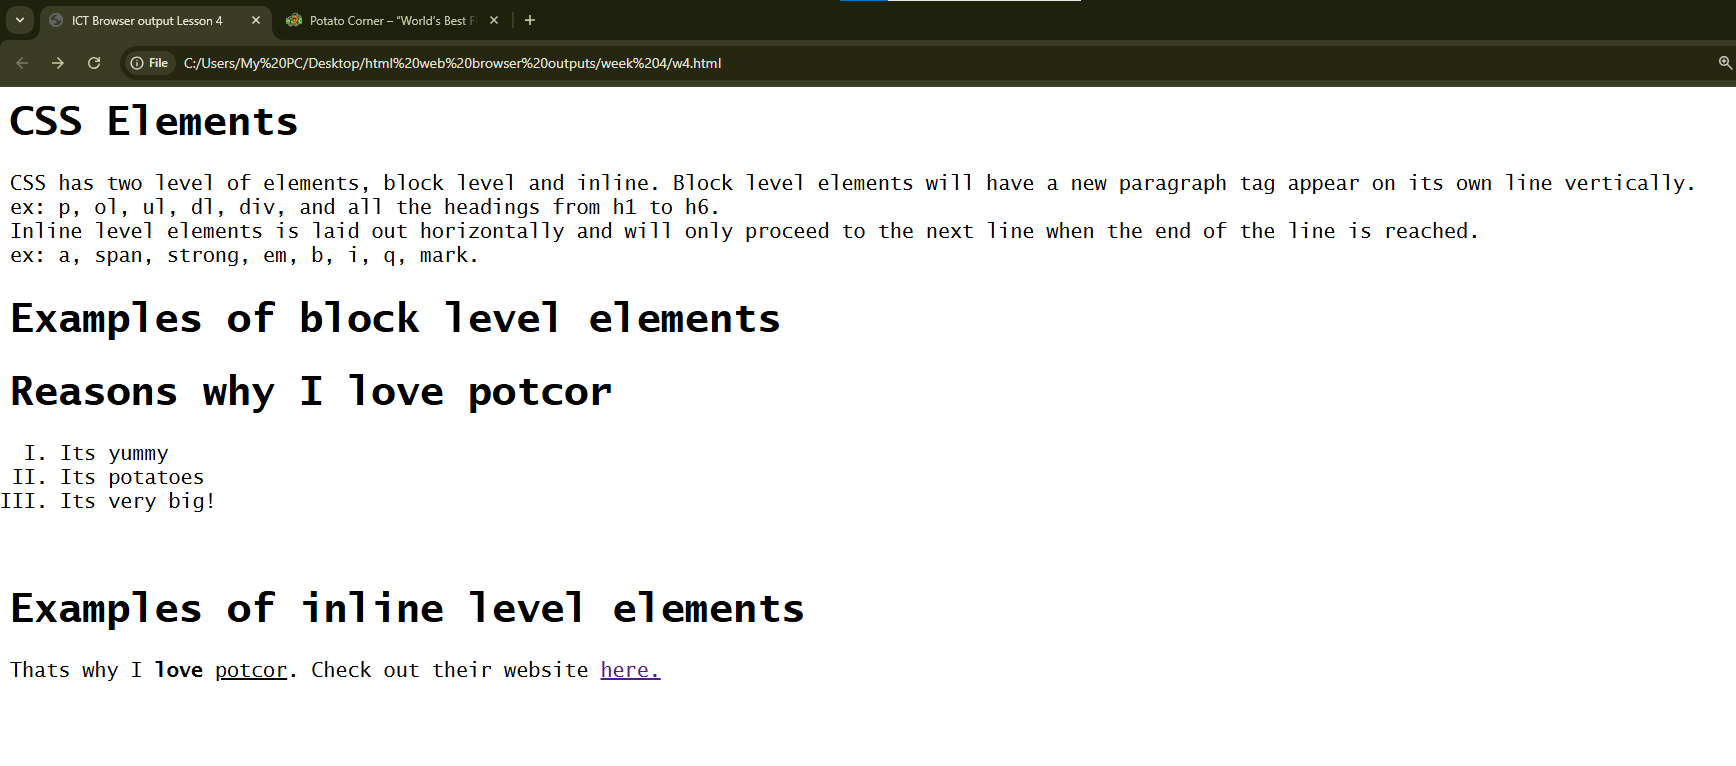 ICT Browser output Lesson 4
Potato Corner – “World’s Best F
File
C:/Users/My%20PC/Desktop/html%20web%20browser%20outputs/week%204/w4.html
CSS Elements
CSS has two level of elements, block level and inline. Block level elements will have a new paragraph tag appear on its own line vertically.
ex: p, ol, ul, dl, div, and all the headings from h1 to h6.
Inline level elements is laid out horizontally and will only proceed to the next line when the end of the line is reached.
ex: a, span, strong, em, b, i, q, mark.
Examples of block level elements
Reasons why I love potcor
I. Its yummy
II. Its potatoes
III. Its very big!
Examples of inline level elements
Thats why I love potcor. Check out their website here.